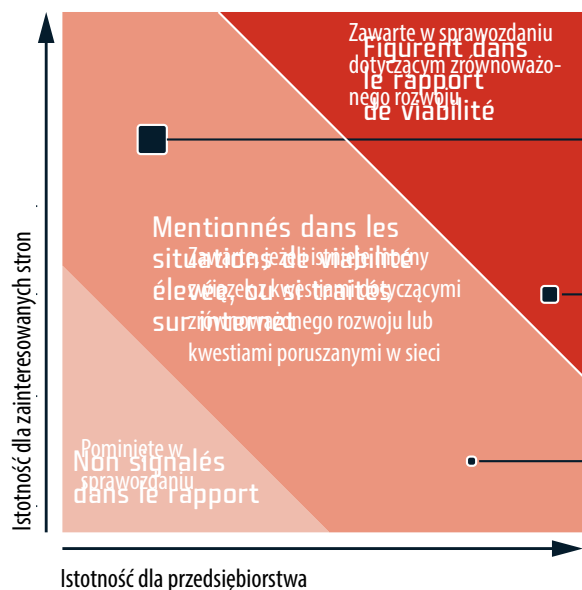 Zawarte w sprawozdaniu
dotyczącym zrównoważo-
nego rozwoju
Figurent dans
le rapport
de viabilité
Mentionnés dans les
situations de viabilité
élevée, ou si traités
sur internet
Zawarte, jeżeli istnieje mocny
związek z kwestiami dotyczącymi
zrównoważonego rozwoju lub
kwestiami poruszanymi w sieci
Pominięte w
sprawozdaniu
Non signalés
dans le rapport
Istotność dla zainteresowanych stron
Istotność dla przedsiębiorstwa